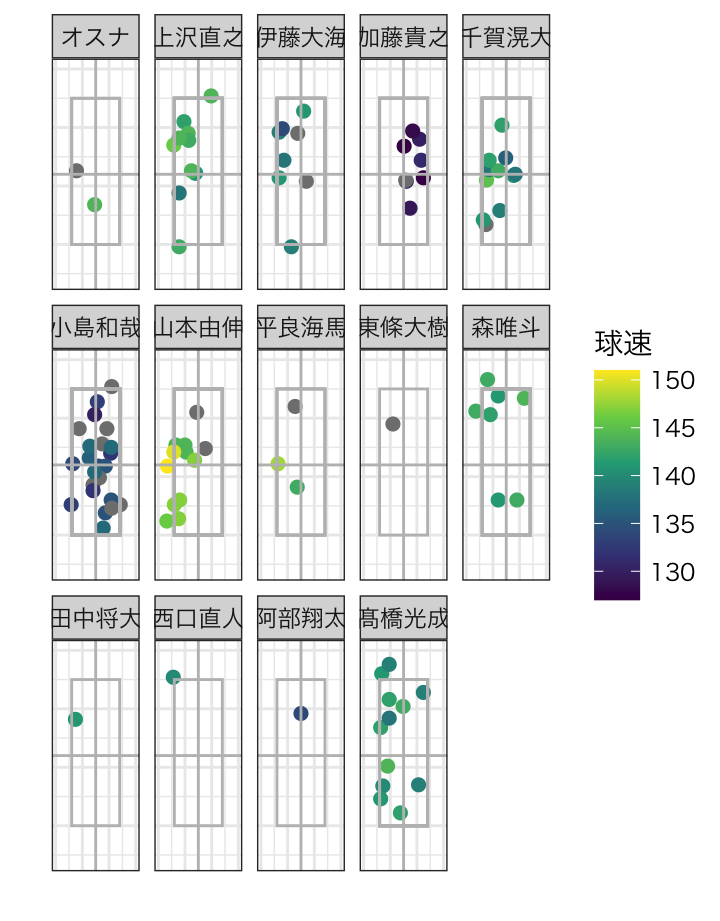 オスナ
上沢直之
伊藤大海
加藤貴之
千賀滉大
小島和哉
山本由伸
平良海馬
東條大樹
森唯斗
田中将大
西口直人
阿部翔太
髙橋光成
球速
150
145
140
135
130